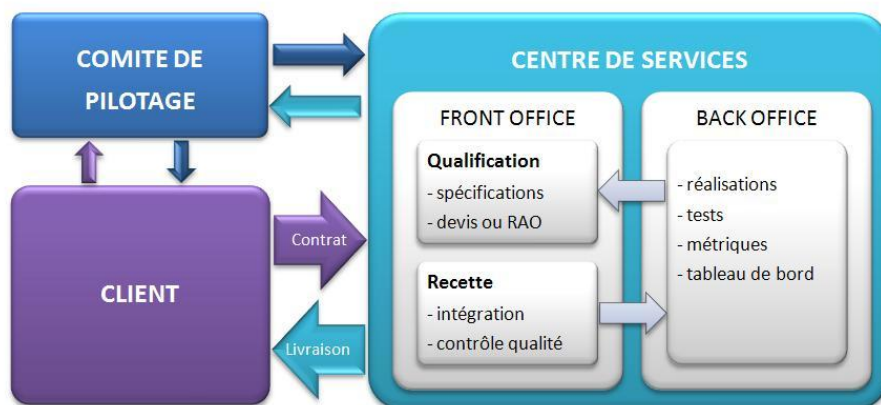 COMITE DE
PILOTAGE
CLIENT
Contrat
Livraison
CENTRE DE SERVICES
FRONT OFFICE
Qualification
- spécifications
- devis ou RAO
Recette
- intégration
- contrôle qualité
BACK OFFICE
- réalisations
- tests
- métriques
- tableau de bord